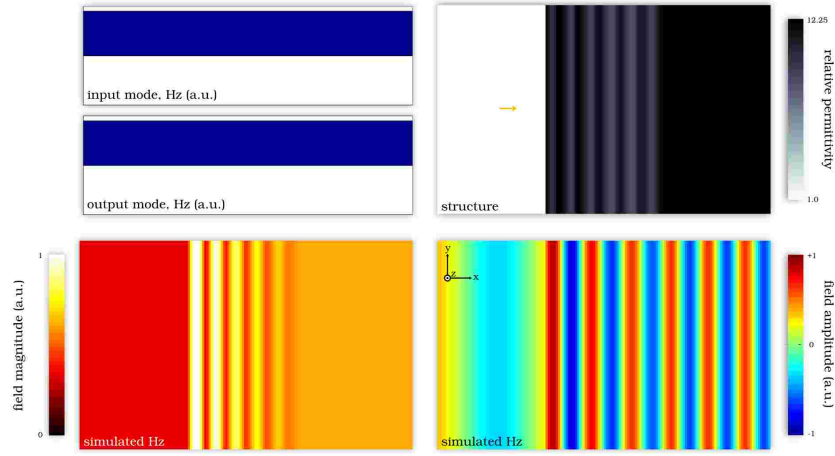 input mode, Hz (a.u.)
output mode, Hz (a.u.)
structure
12.25
relative permittivity
1.0
1
field magnitude (a.u.)
0
simulated Hz
y
z
x
simulated Hz
+1
field amplitude (a.u.)
0
-1